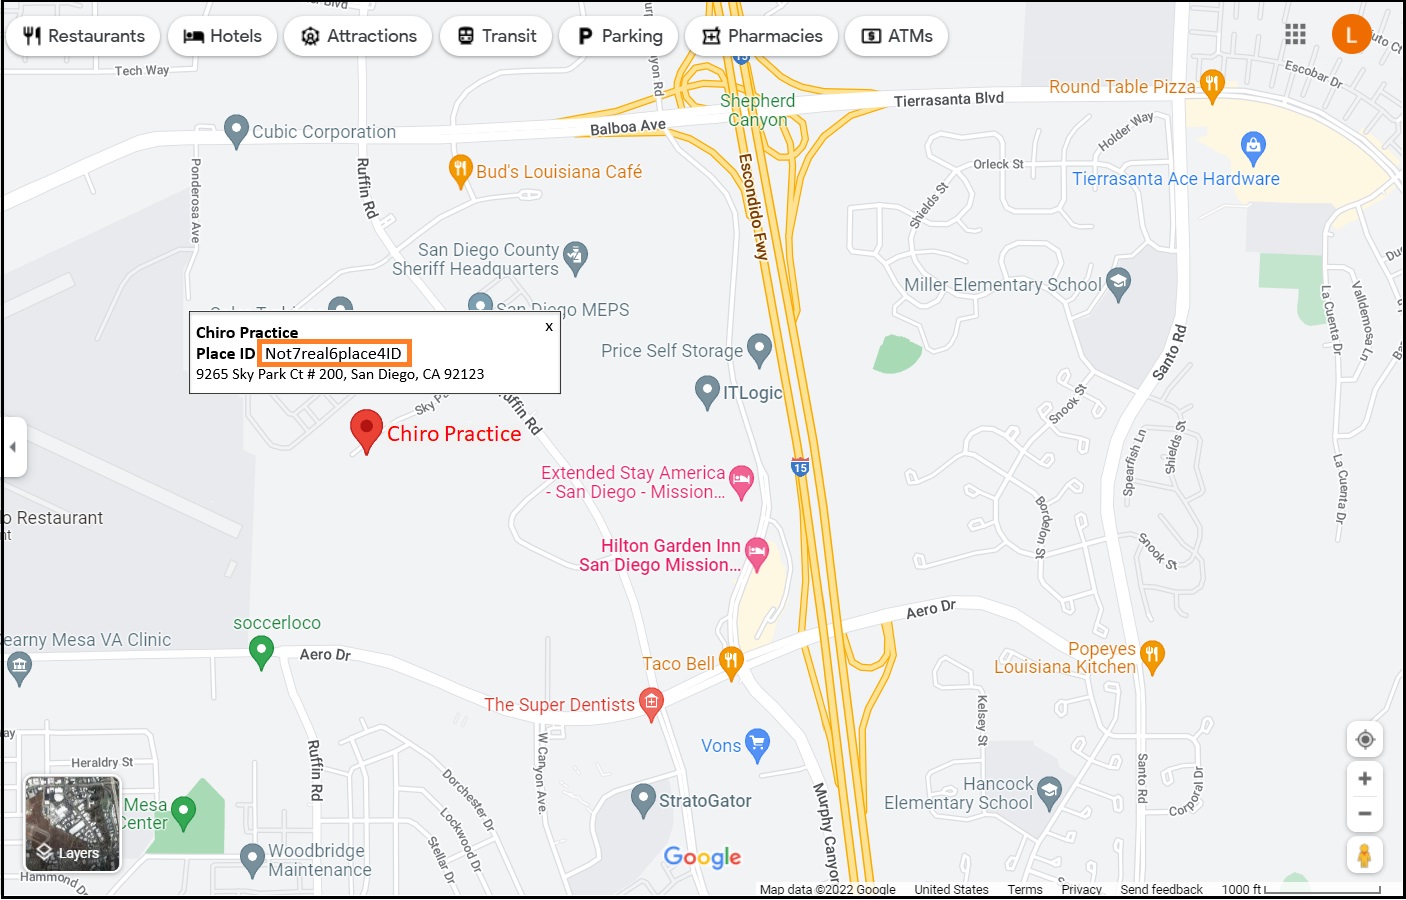 Restaurants
Hotels
Attractions
Transit
Parking
Pharmacies
ATMs
L
Tech Way
Escobar Dr
Round Table Pizza
Shepherd
Canyon
Tierrasanta Blvd
Balboa Ave
Cubic Corporation
Holder Way
Ruffin Rd
Ponderosa Ave
Bud's Louisiana Café
Escondido Fwy
Orleck St
Tierrasanta Ace Hardware
Shields St
San Diego County
Sheriff Headquarters
Miller Elementary School
San Diego MEPS
La Cuenta Dr
Valldemosa Ln
Chiro Practice
x
Place ID Not7real6place4ID
9265 Sky Park Ct # 200, San Diego, CA 92123
Price Self Storage
Santo Rd
ITLogic
Snook St
Ruffin Rd
Chiro Practice
Spearfish Ln
Shields St
15
Extended Stay America
- San Diego - Mission...
La Cuenta Dr
o Restaurant
nt
Bordelon St
Hilton Garden Inn
San Diego Mission...
Snook St
Aero Dr
soccerloco
earny Mesa VA Clinic
Aero Dr
Taco Bell
Popeyes
Louisiana Kitchen
The Super Dentists
Kelsey St
Vons
ay
Heraldry St
Ruffin Rd
W Canyon Ave.
Dorchester Dr
Santo Rd
Corporal Dr
Hancock
Elementary School
Mesa
Center
StratoGator
Lockwood Dr
Murphy Canyon
Stellar Dr
Layers
Woodbridge
Maintenance
Google
Hammond Dr
Map data ©2022 Google
United States
Terms
Privacy
Send feedback
1000 ft